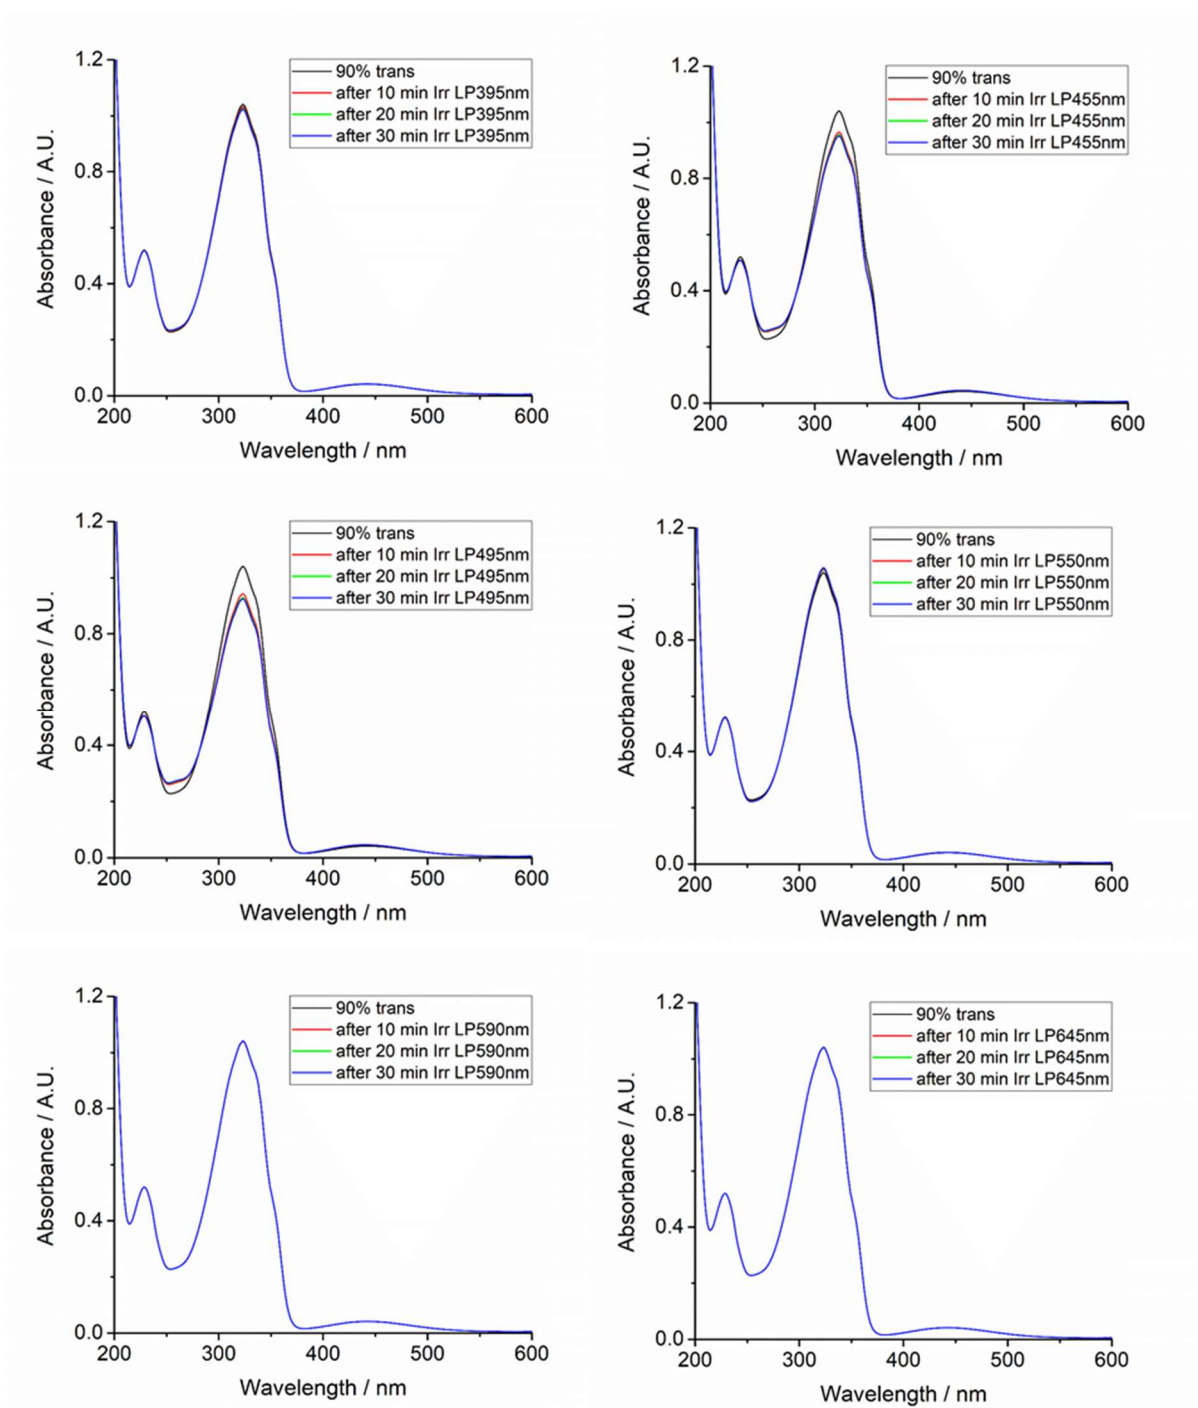 1.2
0.8
0.4
0.0
Absorbance / A.U.
90% trans
after 10 min Irr LP395nm
after 20 min Irr LP395nm
after 30 min Irr LP395nm
200 300 400 500 600
Wavelength / nm
1.2
0.8
0.4
0.0
Absorbance / A.U.
90% trans
after 10 min Irr LP455nm
after 20 min Irr LP455nm
after 30 min Irr LP455nm
200 300 400 500 600
Wavelength / nm
1.2
0.8
0.4
0.0
Absorbance / A.U.
90% trans
after 10 min Irr LP495nm
after 20 min Irr LP495nm
after 30 min Irr LP495nm
200 300 400 500 600
Wavelength / nm
1.2
0.8
0.4
0.0
Absorbance / A.U.
90% trans
after 10 min Irr LP550nm
after 20 min Irr LP550nm
after 30 min Irr LP550nm
200 300 400 500 600
Wavelength / nm
1.2
0.8
0.4
0.0
Absorbance / A.U.
90% trans
after 10 min Irr LP590nm
after 20 min Irr LP590nm
after 30 min Irr LP590nm
200 300 400 500 600
Wavelength / nm
1.2
0.8
0.4
0.0
Absorbance / A.U.
90% trans
after 10 min Irr LP645nm
after 20 min Irr LP645nm
after 30 min Irr LP645nm
200 300 400 500 600
Wavelength / nm